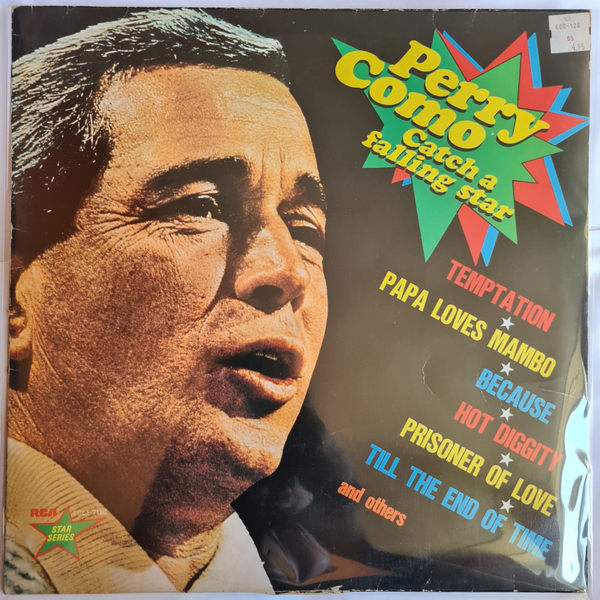 Perry
Como
Catch a
falling star
TEMPTATION
PAPA LOVES MAMBO
BECAUSE
HOT DIGGITY
PRISONER OF LOVE
TILL THE END OF TIME
and others
RCA
STAR
SERIES